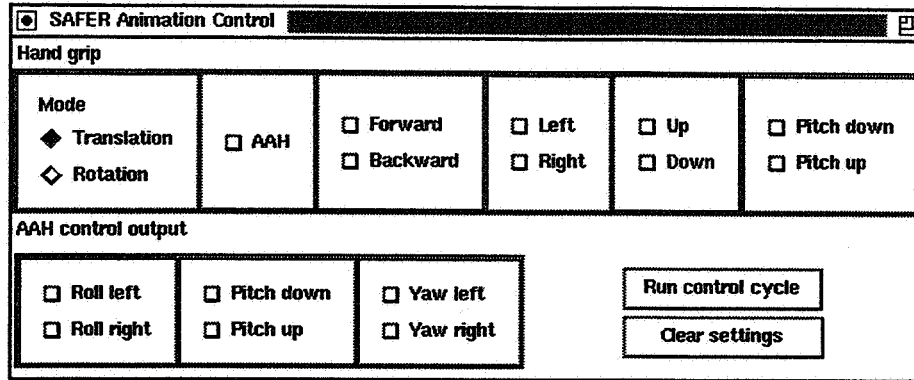 SAFER Animation Control
Hand grip
Mode
Translation
Rotation
AAH
Forward
Backward
Left
Right
Up
Down
Pitch down
Pitch up
AAH control output
Roll left
Roll right
Pitch down
Pitch up
Yaw left
Yaw right
Run control cycle
Clear settings